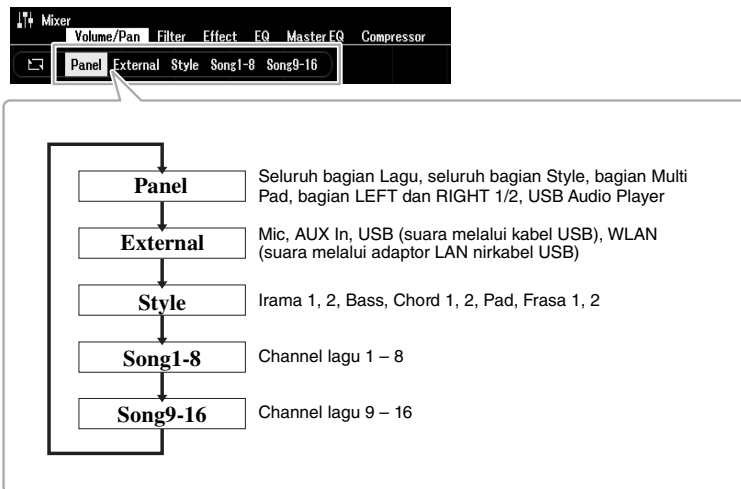 Mixer
Volume/Pan Filter Effect EQ Master EQ Compressor
Panel External Style Song1-8 Song9-16
Panel
Seluruh bagian Lagu, seluruh bagian Style, bagian Multi
Pad, bagian LEFT dan RIGHT 1/2, USB Audio Player
External
Mic, AUX In, USB (suara melalui kabel USB), WLAN
(suara melalui adaptor LAN nirkabel USB)
Style
Irama 1, 2, Bass, Chord 1, 2, Pad, Frasa 1, 2
Song1-8
Channel lagu 1 – 8
Song9-16
Channel lagu 9 – 16